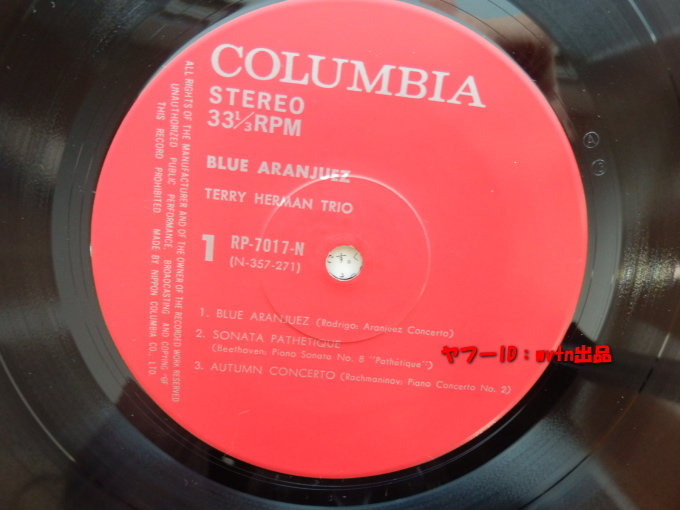 COLUMBIA
STEREO
33 1/3 RPM
BLUE ARANJUEZ
TERRY HERMAN TRIO
1 RP-7017-N
(N-357-271)
1. BLUE ARANJUEZ (Rodrigo: Aranjuez Concerto)
2. SONATA PATHETIQUE
(Beethoven: Piano Sonata No. 8 "Pathétique")
3. AUTUMN CONCERTO (Rachmaninov: Piano Concerto No. 2)
ALL RIGHTS OF THE MANUFACTURER AND OF THE OWNER OF THE RECORDED WORK RESERVED
UNAUTHORIZED PUBLIC PERFORMANCE, BROADCASTING AND COPYING OF
THIS RECORD PROHIBITED MADE BY NIPPON COLUMBIA CO., LTD.
ヤフーID：mvtn出品